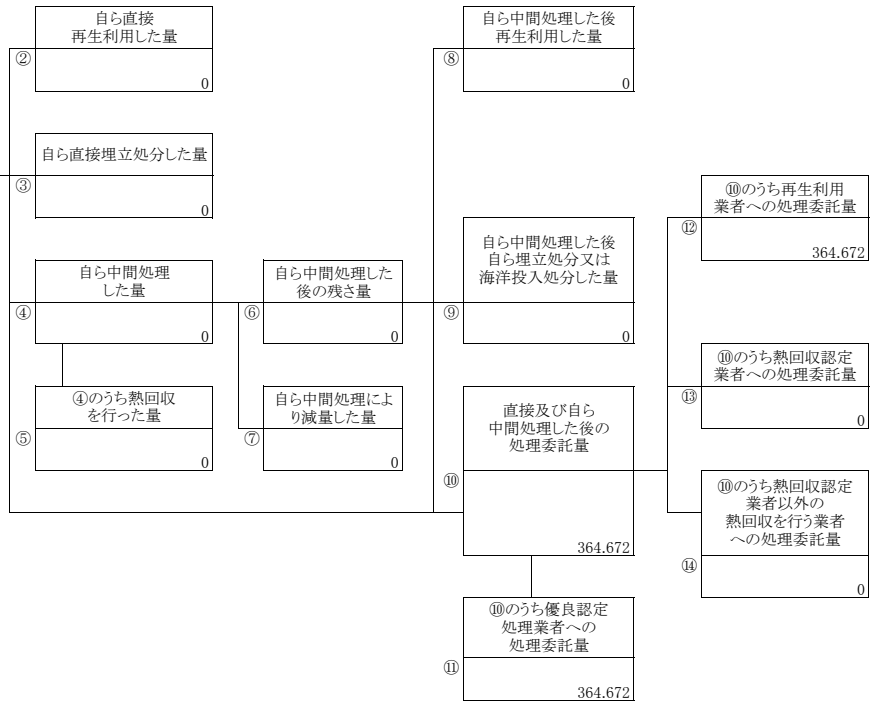 自ら直接
再生利用した量
②
0
自ら中間処理した後
再生利用した量
⑧
0
自ら直接埋立処分した量
③
0
⑩のうち再生利用
業者への処理委託量
⑫
364.672
自ら中間処理した後
自ら埋立処分又は
海洋投入処分した量
⑨
0
自ら中間処理
した量
④
0
自ら中間処理した
後の残さ量
⑥
0
⑩のうち熱回収認定
業者への処理委託量
⑬
0
④のうち熱回収
を行った量
⑤
0
自ら中間処理によ
り減量した量
⑦
0
直接及び自ら
中間処理した後の
処理委託量
⑩
364.672
⑩のうち熱回収認定
業者以外の
熱回収を行う業者
への処理委託量
⑭
0
⑩のうち優良認定
処理業者への
処理委託量
⑪
364.672